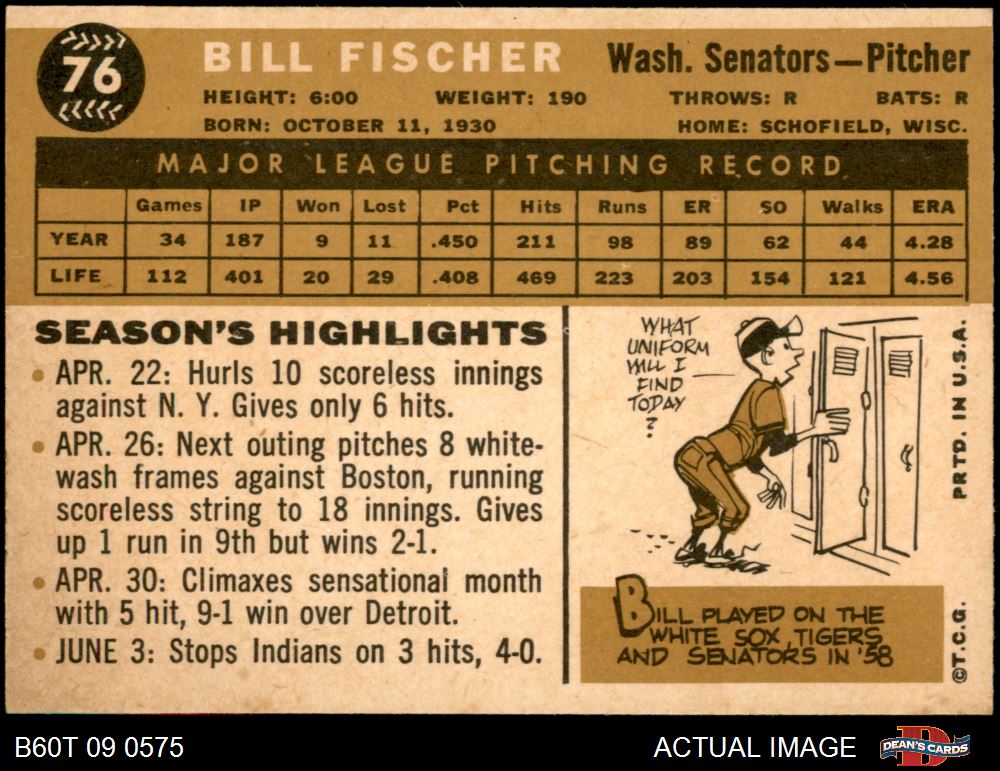 76
BILL FISCHER
Wash. Senators—Pitcher
HEIGHT: 6:00 WEIGHT: 190 THROWS: R BATS: R
BORN: OCTOBER 11, 1930 HOME: SCHOFIELD, WISC.
MAJOR LEAGUE PITCHING RECORD
Games IP Won Lost Pct Hits Runs ER SO Walks ERA
YEAR 34 187 9 11 .450 211 98 89 62 44 4.28
LIFE 112 401 20 29 .408 469 223 203 154 121 4.56
SEASON'S HIGHLIGHTS
• APR. 22: Hurls 10 scoreless innings
against N. Y. Gives only 6 hits.
• APR. 26: Next outing pitches 8 white-
wash frames against Boston, running
scoreless string to 18 innings. Gives
up 1 run in 9th but wins 2-1.
• APR. 30: Climaxes sensational month
with 5 hit, 9-1 win over Detroit.
• JUNE 3: Stops Indians on 3 hits, 4-0.
WHAT
UNIFORM
WILL I
FIND
TODAY
?
BILL PLAYED ON THE
WHITE SOX, TIGERS
AND SENATORS IN '58
PRTD. IN U.S.A.
©T.C.G.
B60T 09 0575
ACTUAL IMAGE
DEAN'S CARDS